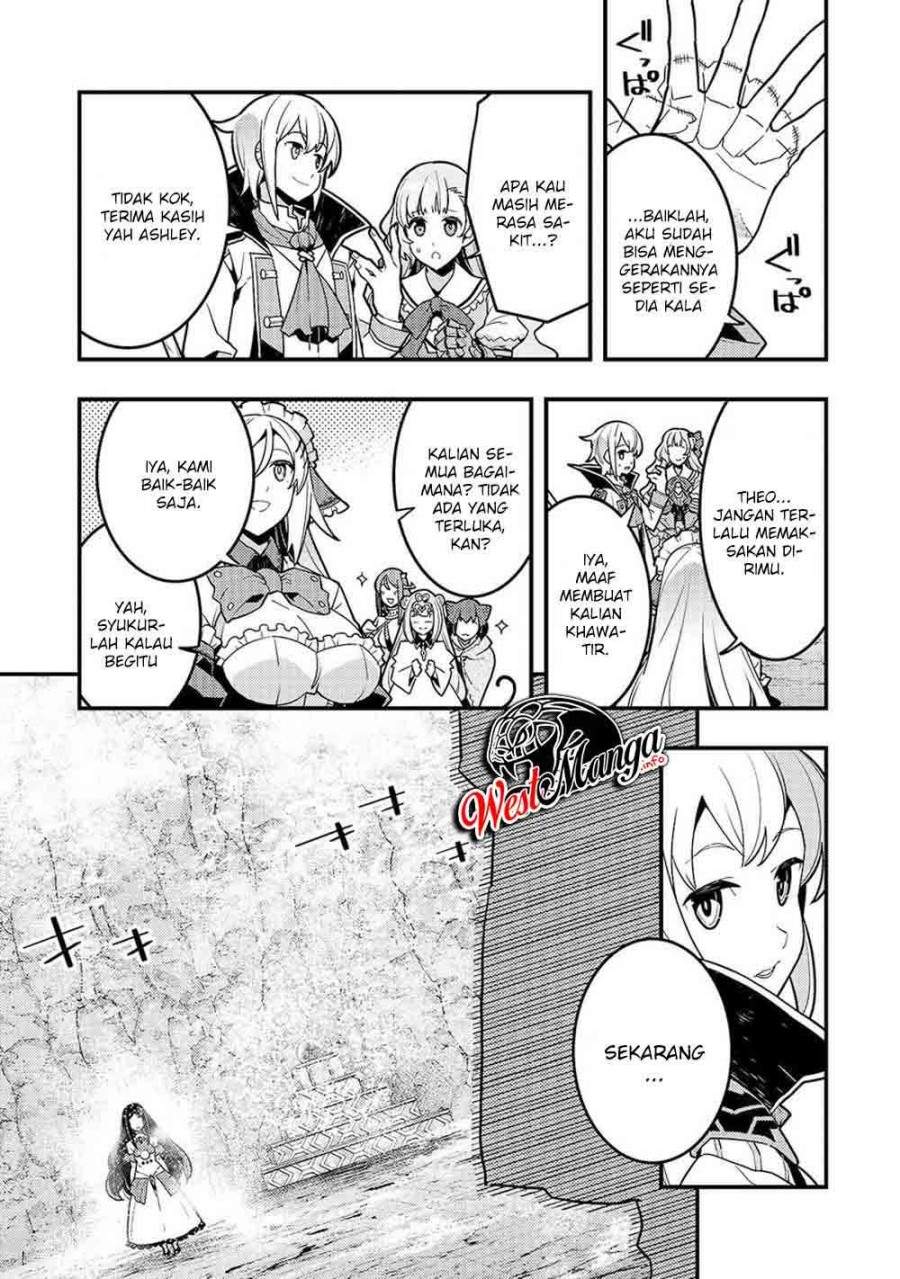 ぐっぱ
...BAIKLAH,
AKU SUDAH
BISA MENG-
GERAKANNYA
SEPERTI SE-
DIA KALA
ぐっぱ
APA KAU
MASIH ME-
RASA SA-
KIT...?
TIDAK KOK,
TERIMA KASIH
YAH ASHLEY.
THEO...
JANGAN TER-
LALU MEMAK-
SAKAN DI-
RIMU.
IYA,
MAAF
MEMBUAT
KALIAN
KHAWA-
TIR.
KALIAN SE-
MUA BAGAI-
MANA? TIDAK
ADA YANG
TERLUKA,
KAN?
IYA, KAMI
BAIK-BAIK
SAJA.
YAH,
SYUKUR-
LAH KALAU
BEGITU
WestManga.info
SEKARANG
...